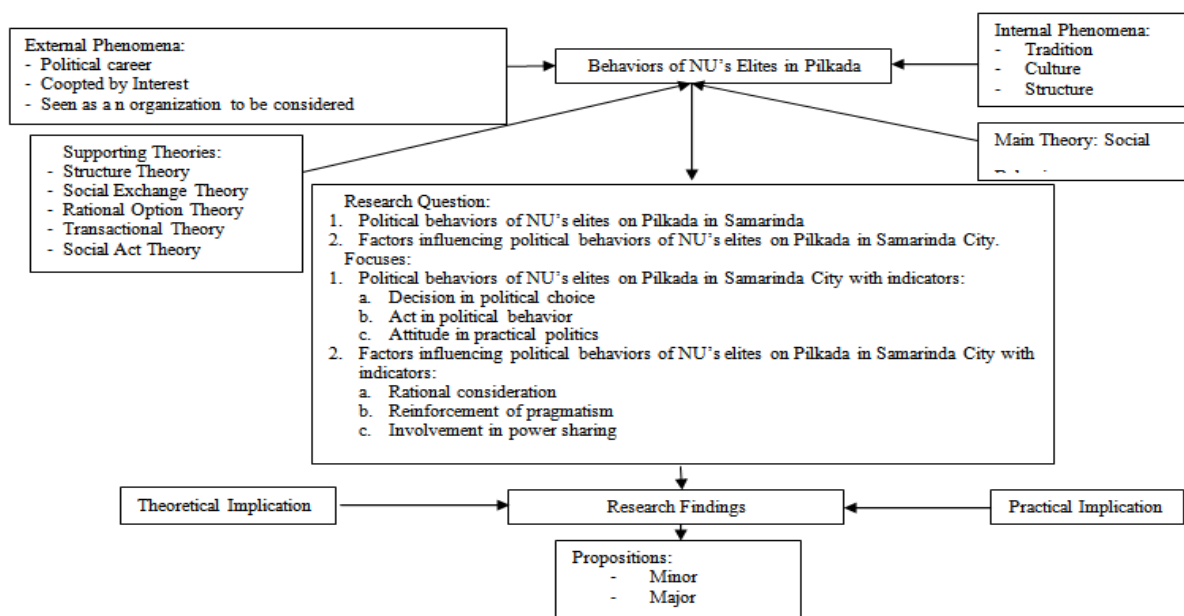 External Phenomena:
- Political career
- Coopted by Interest
- Seen as a n organization to be considered
Behaviors of NU's Elites in Pilkada
Internal Phenomena:
- Tradition
- Culture
- Structure
Supporting Theories:
- Structure Theory
- Social Exchange Theory
- Rational Option Theory
- Transactional Theory
- Social Act Theory
Main Theory: Social
Research Question:
1. Political behaviors of NU's elites on Pilkada in Samarinda
2. Factors influencing political behaviors of NU's elites on Pilkada in Samarinda City.
Focuses:
1. Political behaviors of NU's elites on Pilkada in Samarinda City with indicators:
a. Decision in political choice
b. Act in political behavior
c. Attitude in practical politics
2. Factors influencing political behaviors of NU's elites on Pilkada in Samarinda City with
indicators:
a. Rational consideration
b. Reinforcement of pragmatism
c. Involvement in power sharing
Theoretical Implication
Research Findings
Practical Implication
Propositions:
- Minor
- Major